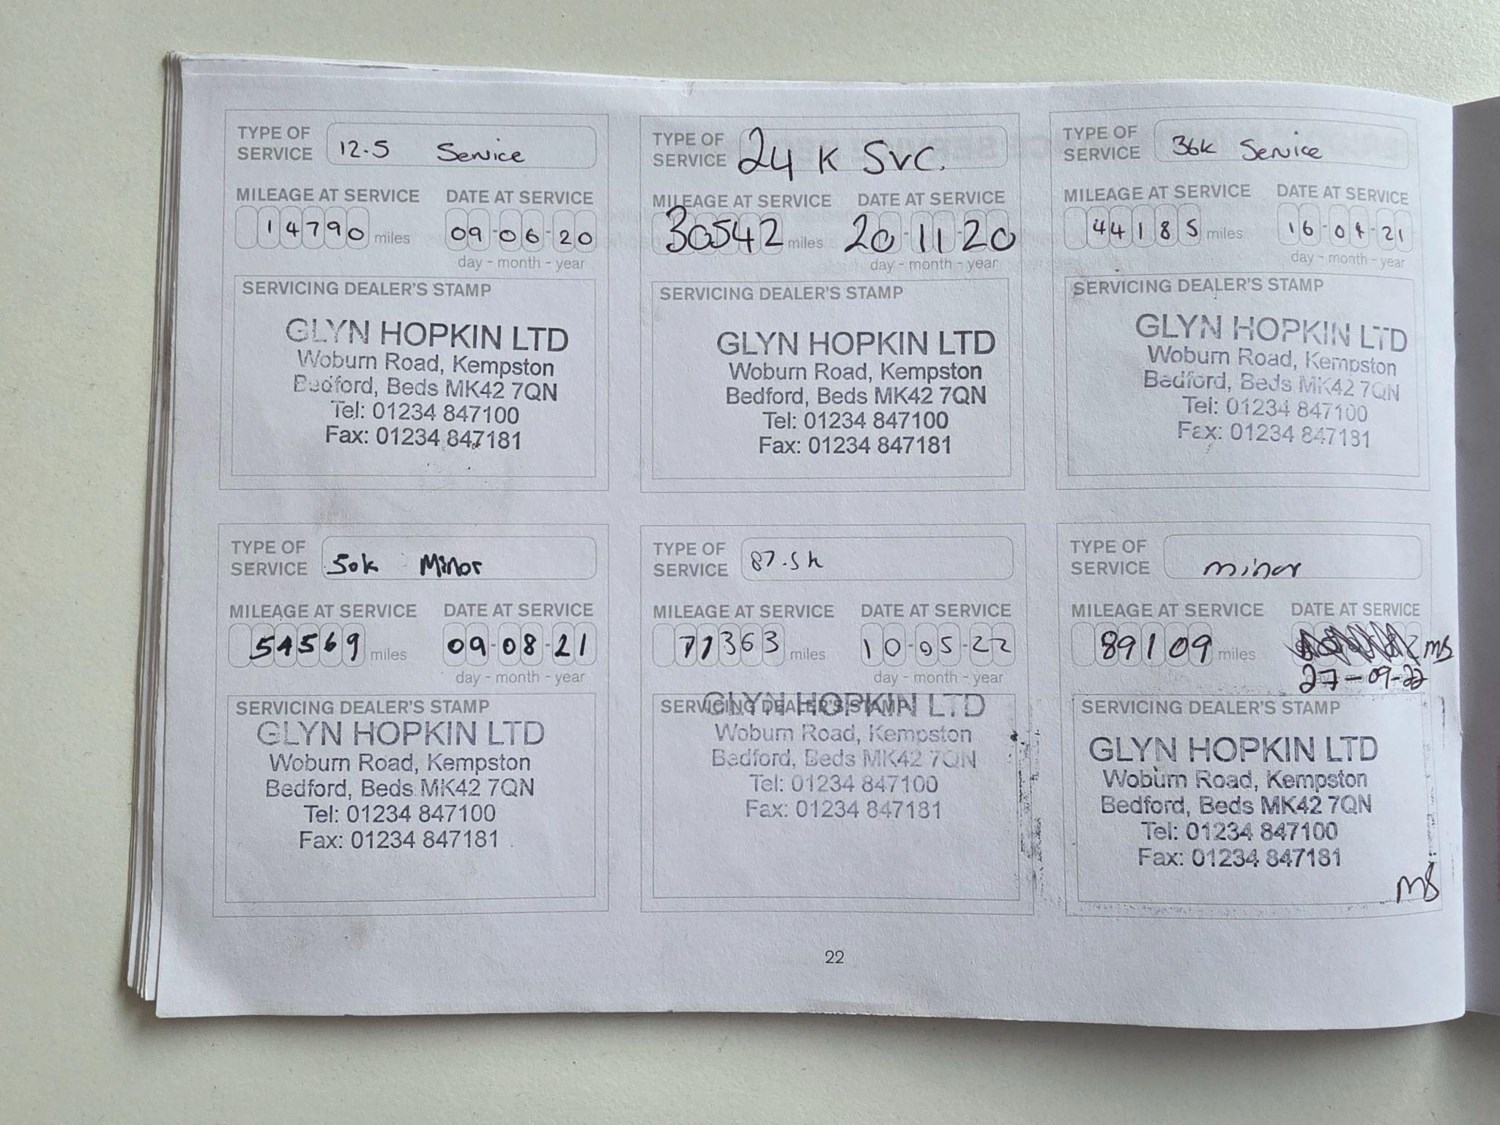 TYPE OF SERVICE 12.5 Service
MILEAGE AT SERVICE DATE AT SERVICE
14790 miles 09-06-20
day - month - year
SERVICING DEALER'S STAMP
GLYN HOPKIN LTD
Woburn Road, Kempston
Bedford, Beds MK42 7QN
Tel: 01234 847100
Fax: 01234 847181
TYPE OF SERVICE 24K SVC.
MILEAGE AT SERVICE DATE AT SERVICE
30542 miles 20-11-20
day - month - year
SERVICING DEALER'S STAMP
GLYN HOPKIN LTD
Woburn Road, Kempston
Bedford, Beds MK42 7QN
Tel: 01234 847100
Fax: 01234 847181
TYPE OF SERVICE 36k Service
MILEAGE AT SERVICE DATE AT SERVICE
44185 miles 16-04-21
day - month - year
SERVICING DEALER'S STAMP
GLYN HOPKIN LTD
Woburn Road, Kempston
Bedford, Beds MK42 7QN
Tel: 01234 847100
Fax: 01234 847181
TYPE OF SERVICE 50k Minor
MILEAGE AT SERVICE DATE AT SERVICE
54569 miles 09-08-21
day - month - year
SERVICING DEALER'S STAMP
GLYN HOPKIN LTD
Woburn Road, Kempston
Bedford, Beds MK42 7QN
Tel: 01234 847100
Fax: 01234 847181
TYPE OF SERVICE 87.5k
MILEAGE AT SERVICE DATE AT SERVICE
77363 miles 10-05-22
day - month - year
SERVICING DEALER'S STAMP
GLYN HOPKIN LTD
Woburn Road, Kempston
Bedford, Beds MK42 7QN
Tel: 01234 847100
Fax: 01234 847181
TYPE OF SERVICE minor
MILEAGE AT SERVICE DATE AT SERVICE
89109 miles MS
27-09-22
SERVICING DEALER'S STAMP
GLYN HOPKIN LTD
Woburn Road, Kempston
Bedford, Beds MK42 7QN
Tel: 01234 847100
Fax: 01234 847181
MS
22